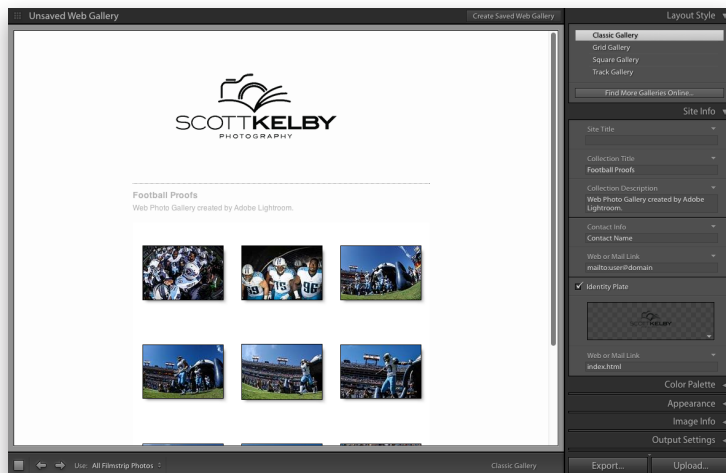 Unsaved Web Gallery
Create Saved Web Gallery
SCOTTKELBY
PHOTOGRAPHY
Football Proofs
Web Photo Gallery created by Adobe Lightroom.
Use: All Filmstrip Photos
Classic Gallery
Layout Style
Classic Gallery
Grid Gallery
Square Gallery
Track Gallery
Find More Galleries Online...
Site Info
Site Title
Collection Title
Football Proofs
Collection Description
Web Photo Gallery created by Adobe
Lightroom.
Contact Info
Contact Name
Web or Mail Link
mailto:user@domain
Identity Plate
SCOTTKELBY
Web or Mail Link
index.html
Color Palette
Appearance
Image Info
Output Settings
Export...
Upload...